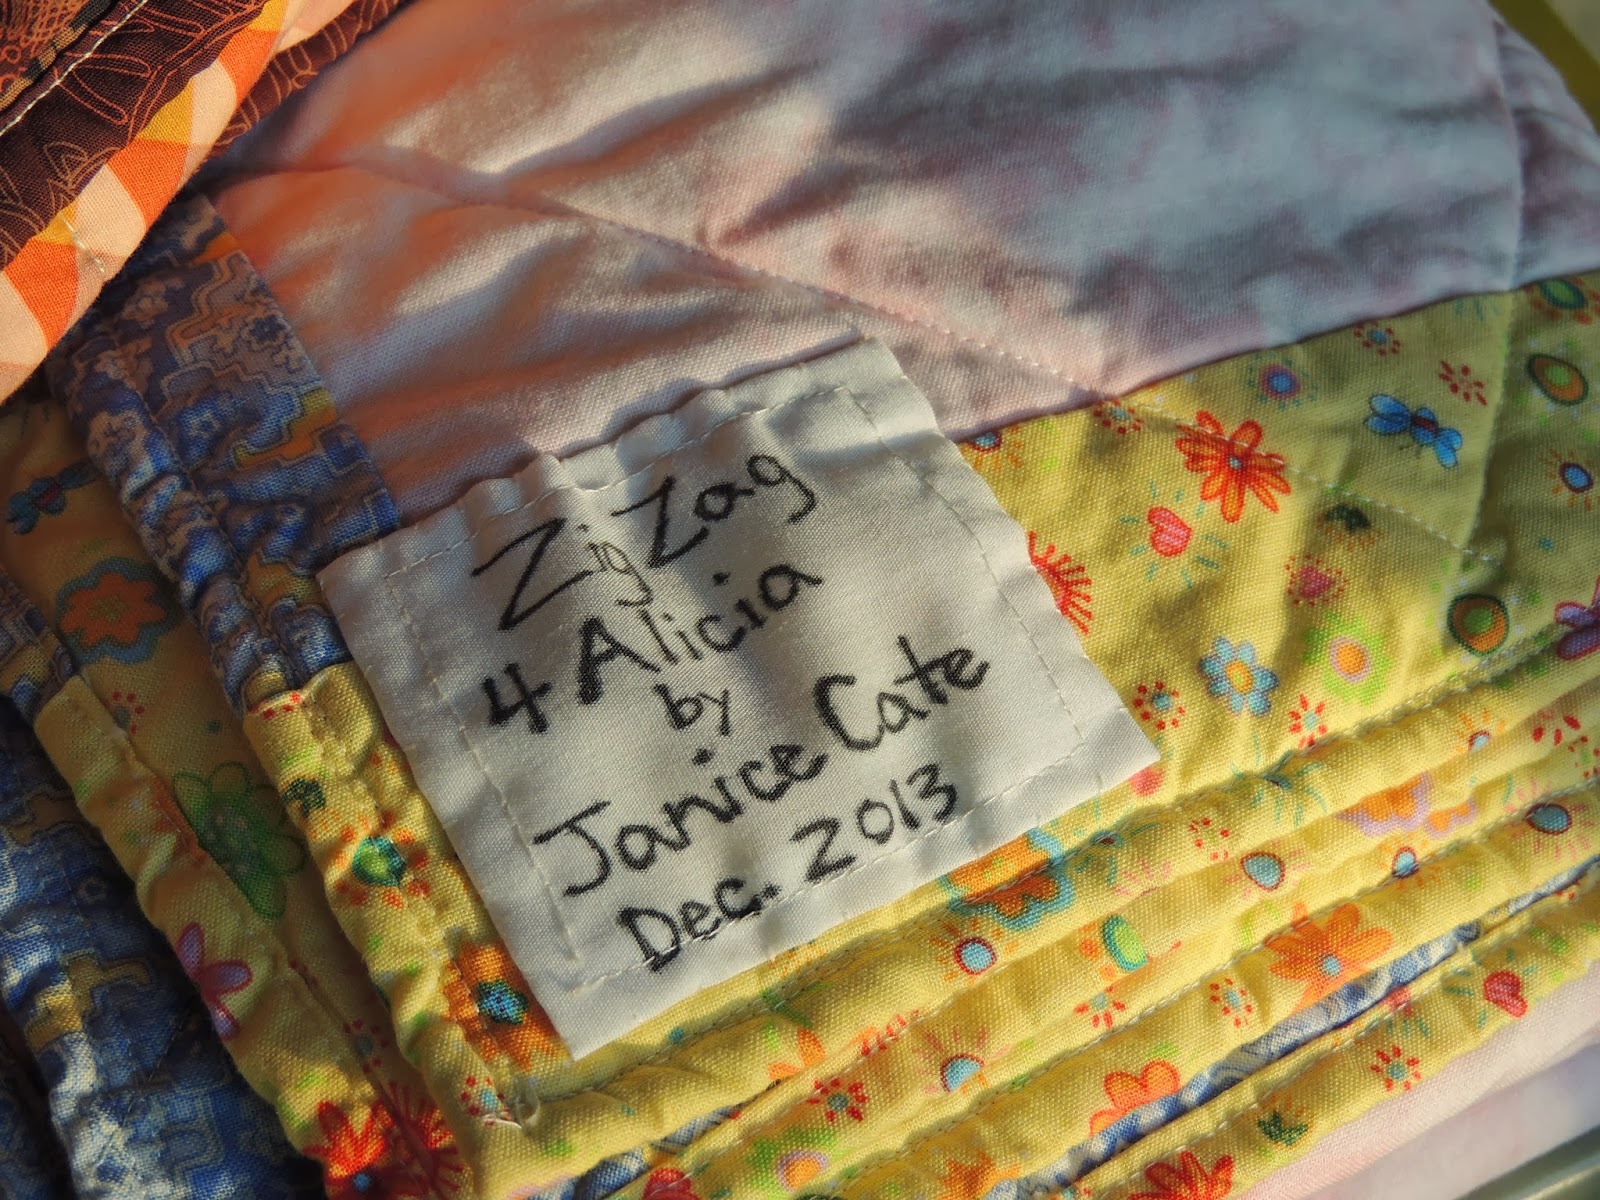 ZigZag
4 Alicia
by
Janice Cate
Dec. 2013